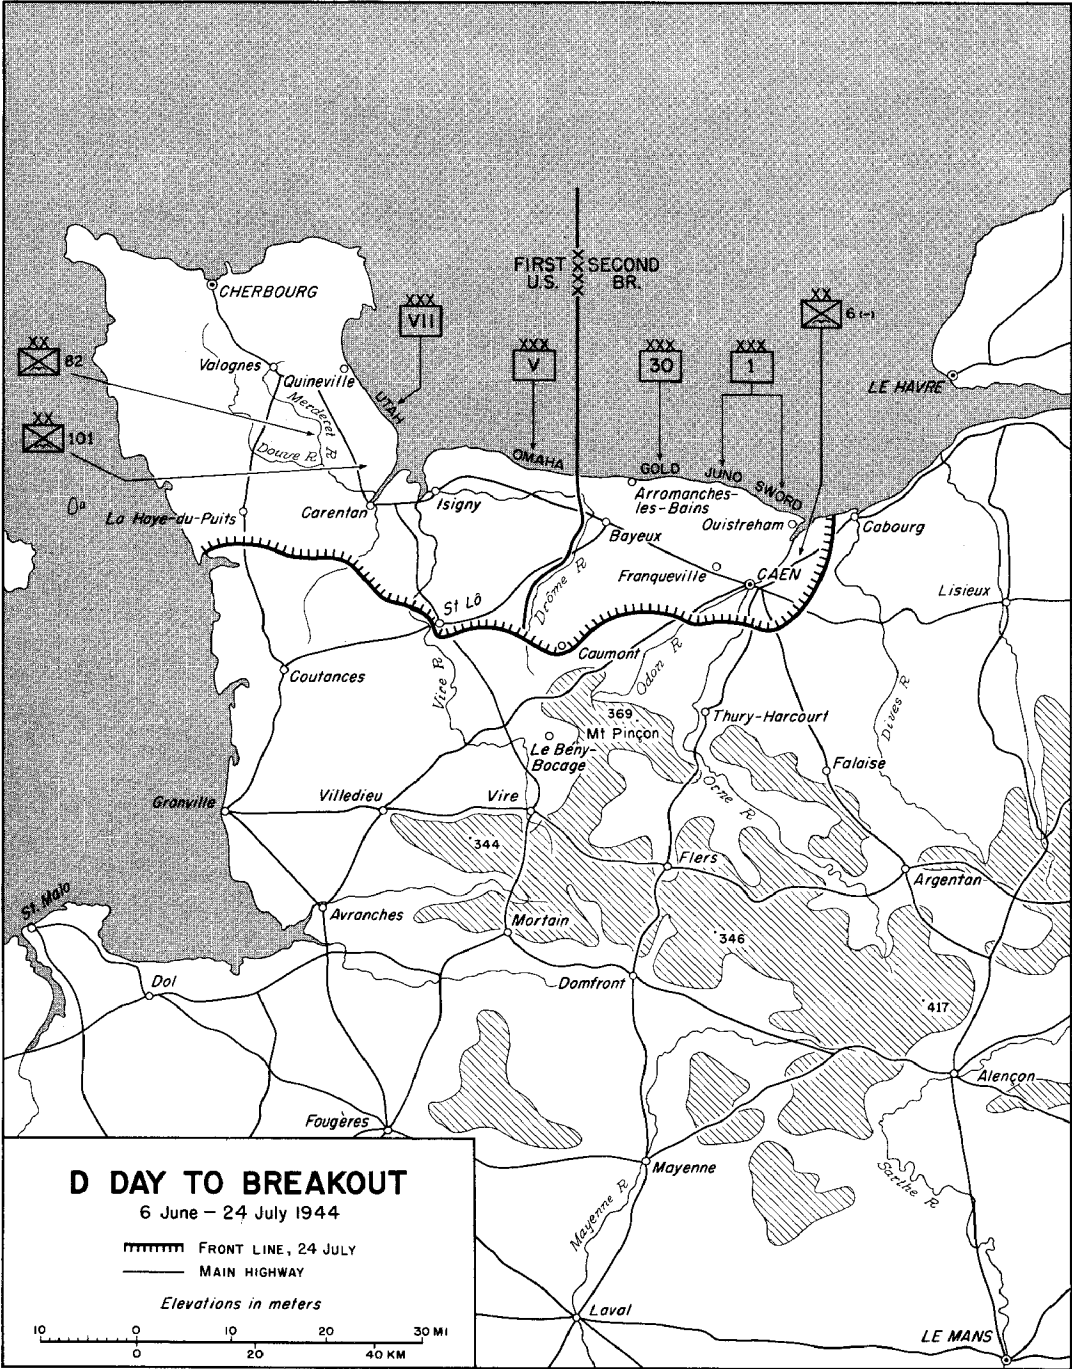 FIRST SECOND
U.S. BR.
CHERBOURG
XXX
VII
XX
6(-)
XX
82
Valognes
Quineville
XXX
V
XXX
30
XXX
1
LE HAVRE
Merderet R
UTAH
XX
101
Douve R
OMAHA
GOLD
JUNO
SWORD
La Haye-du-Puits
Carentan
Isigny
Arromanches-
les-Bains
Ouistreham
Cabourg
Bayeux
Franqueville
CAEN
Lisieux
Drôme R
St Lô
Caumont
Odon R
Coutances
Vire R
369
Mt Pinçon
Thury-Harcourt
Dives R
Le Bény-
Bocage
Falaise
Orne R
Granville
Villedieu
Vire
344
Flers
Argentan
St. Malo
Avranches
Mortain
346
Dol
Domfront
417
Alençon
Fougères
Mayenne
Sarthe R
Mayenne R
Laval
LE MANS
D DAY TO BREAKOUT
6 June – 24 July 1944
FRONT LINE, 24 JULY
MAIN HIGHWAY
Elevations in meters
10 0 10 20 30 MI
0 20 40 KM